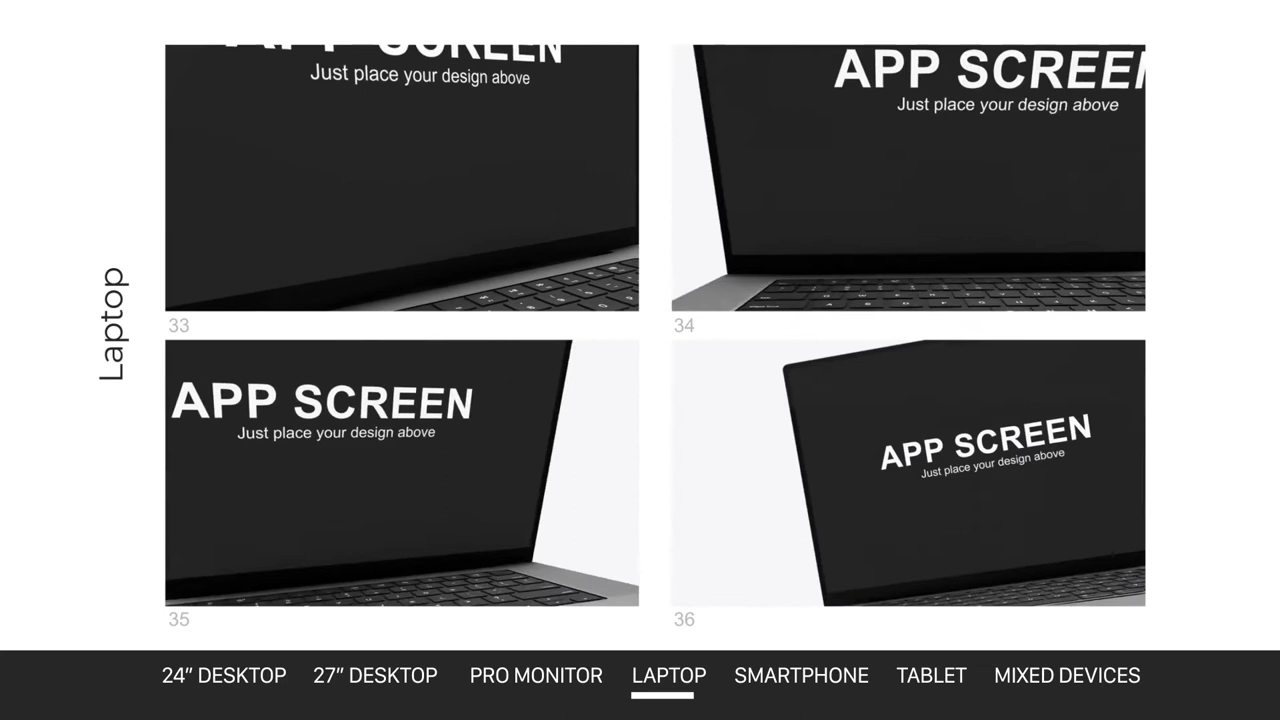 Laptop
APP SCREEN
Just place your design above
33
APP SCREEN
Just place your design above
34
APP SCREEN
Just place your design above
35
APP SCREEN
Just place your design above
36
24” DESKTOP
27” DESKTOP
PRO MONITOR
LAPTOP
SMARTPHONE
TABLET
MIXED DEVICES